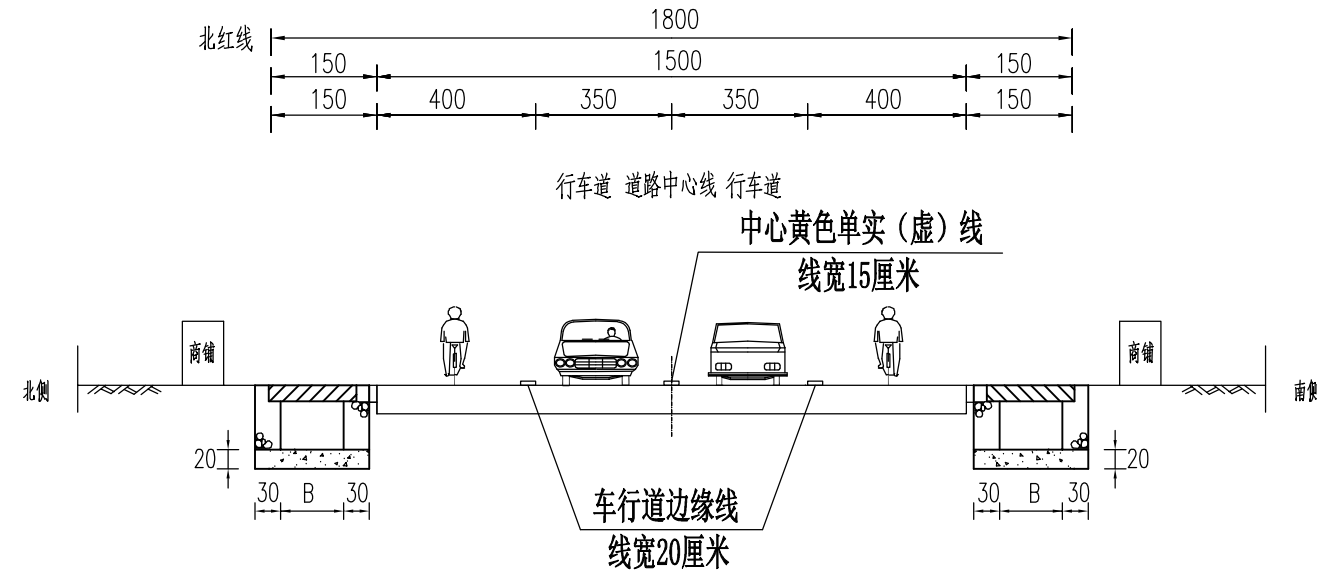 1800
北红线
150 1500 150
150 400 350 350 400 150
行车道 道路中心线 行车道
中心黄色单实（虚）线
线宽15厘米
商铺 商铺
北侧 南侧
20 20
30 B 30 30 B 30
车行道边缘线
线宽20厘米